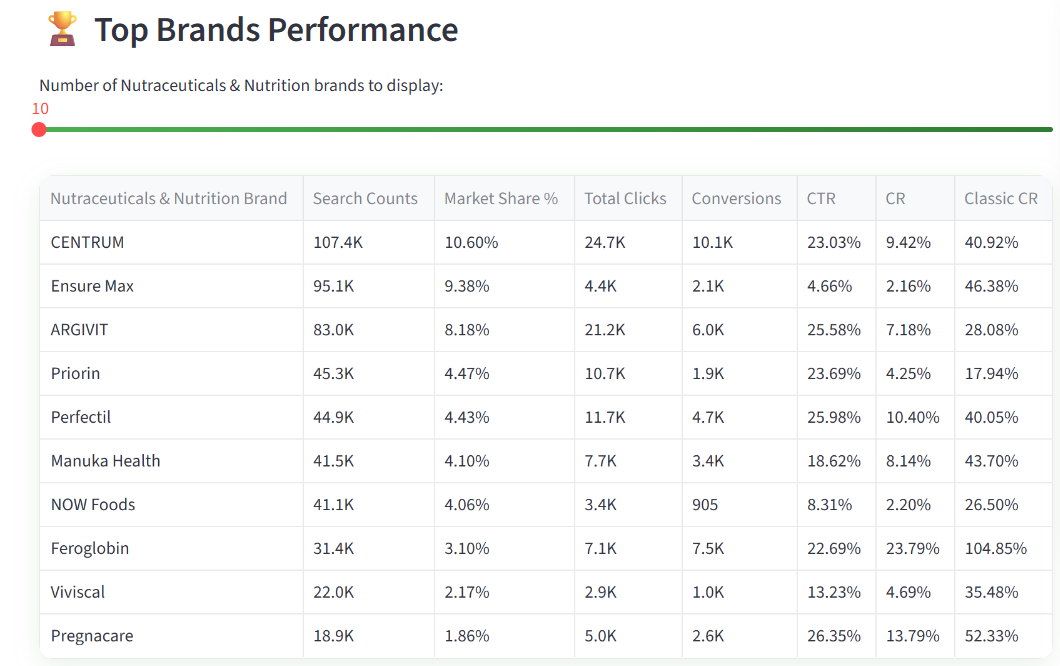 🏆 Top Brands Performance
Number of Nutraceuticals & Nutrition brands to display:
10
Nutraceuticals & Nutrition Brand Search Counts Market Share % Total Clicks Conversions CTR CR Classic CR
CENTRUM 107.4K 10.60% 24.7K 10.1K 23.03% 9.42% 40.92%
Ensure Max 95.1K 9.38% 4.4K 2.1K 4.66% 2.16% 46.38%
ARGIVIT 83.0K 8.18% 21.2K 6.0K 25.58% 7.18% 28.08%
Priorin 45.3K 4.47% 10.7K 1.9K 23.69% 4.25% 17.94%
Perfectil 44.9K 4.43% 11.7K 4.7K 25.98% 10.40% 40.05%
Manuka Health 41.5K 4.10% 7.7K 3.4K 18.62% 8.14% 43.70%
NOW Foods 41.1K 4.06% 3.4K 905 8.31% 2.20% 26.50%
Feroglobin 31.4K 3.10% 7.1K 7.5K 22.69% 23.79% 104.85%
Viviscal 22.0K 2.17% 2.9K 1.0K 13.23% 4.69% 35.48%
Pregnacare 18.9K 1.86% 5.0K 2.6K 26.35% 13.79% 52.33%